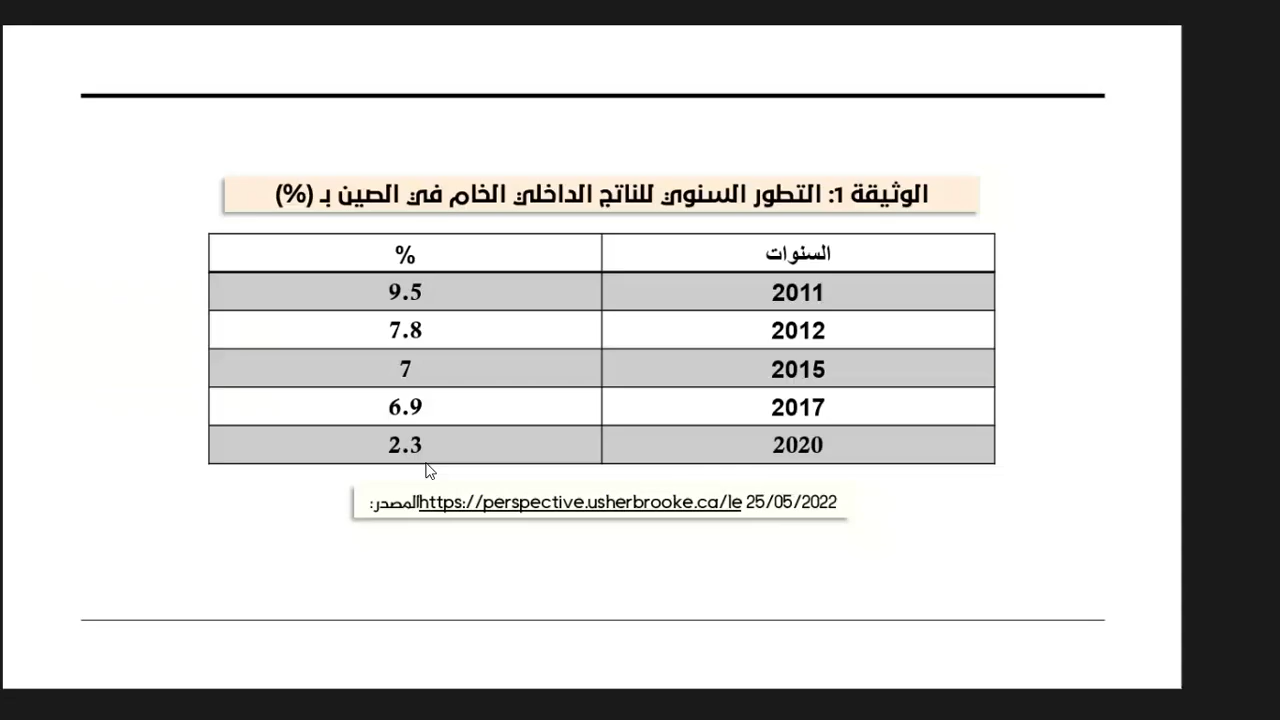 الوثيقة 1: التطور السنوي للناتج الداخلي الخام في الصين بـ (%)
السنوات %
2011 9.5
2012 7.8
2015 7
2017 6.9
2020 2.3
المصدر: https://perspective.usherbrooke.ca/le 25/05/2022